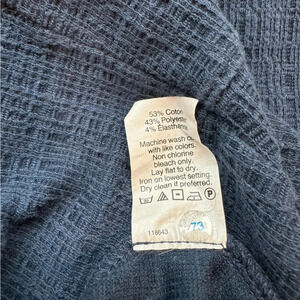 53% Cotton
43% Polyester
4% Elasthane
Machine wash cold
with like colors.
Non chlorine
bleach only.
Lay flat to dry.
Iron on lowest setting.
Dry clean if preferred.
P
118643
73